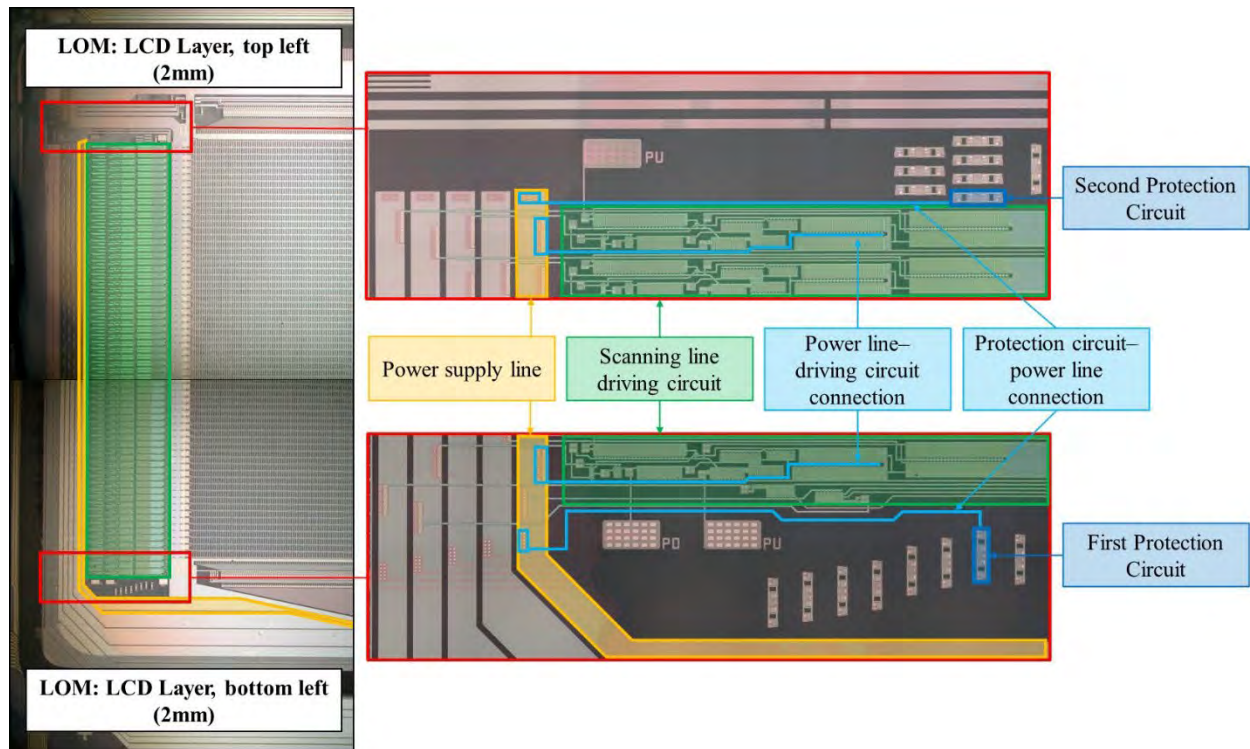 LOM: LCD Layer, top left
(2mm)
PU
Second Protection
Circuit
Power supply line
Scanning line
driving circuit
Power line–
driving circuit
connection
Protection circuit–
power line
connection
PD
PU
First Protection
Circuit
LOM: LCD Layer, bottom left
(2mm)